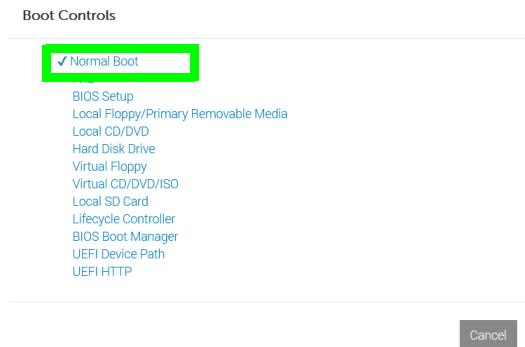 Boot Controls
✓ Normal Boot
BIOS Setup
Local Floppy/Primary Removable Media
Local CD/DVD
Hard Disk Drive
Virtual Floppy
Virtual CD/DVD/ISO
Local SD Card
Lifecycle Controller
BIOS Boot Manager
UEFI Device Path
UEFI HTTP
Cancel